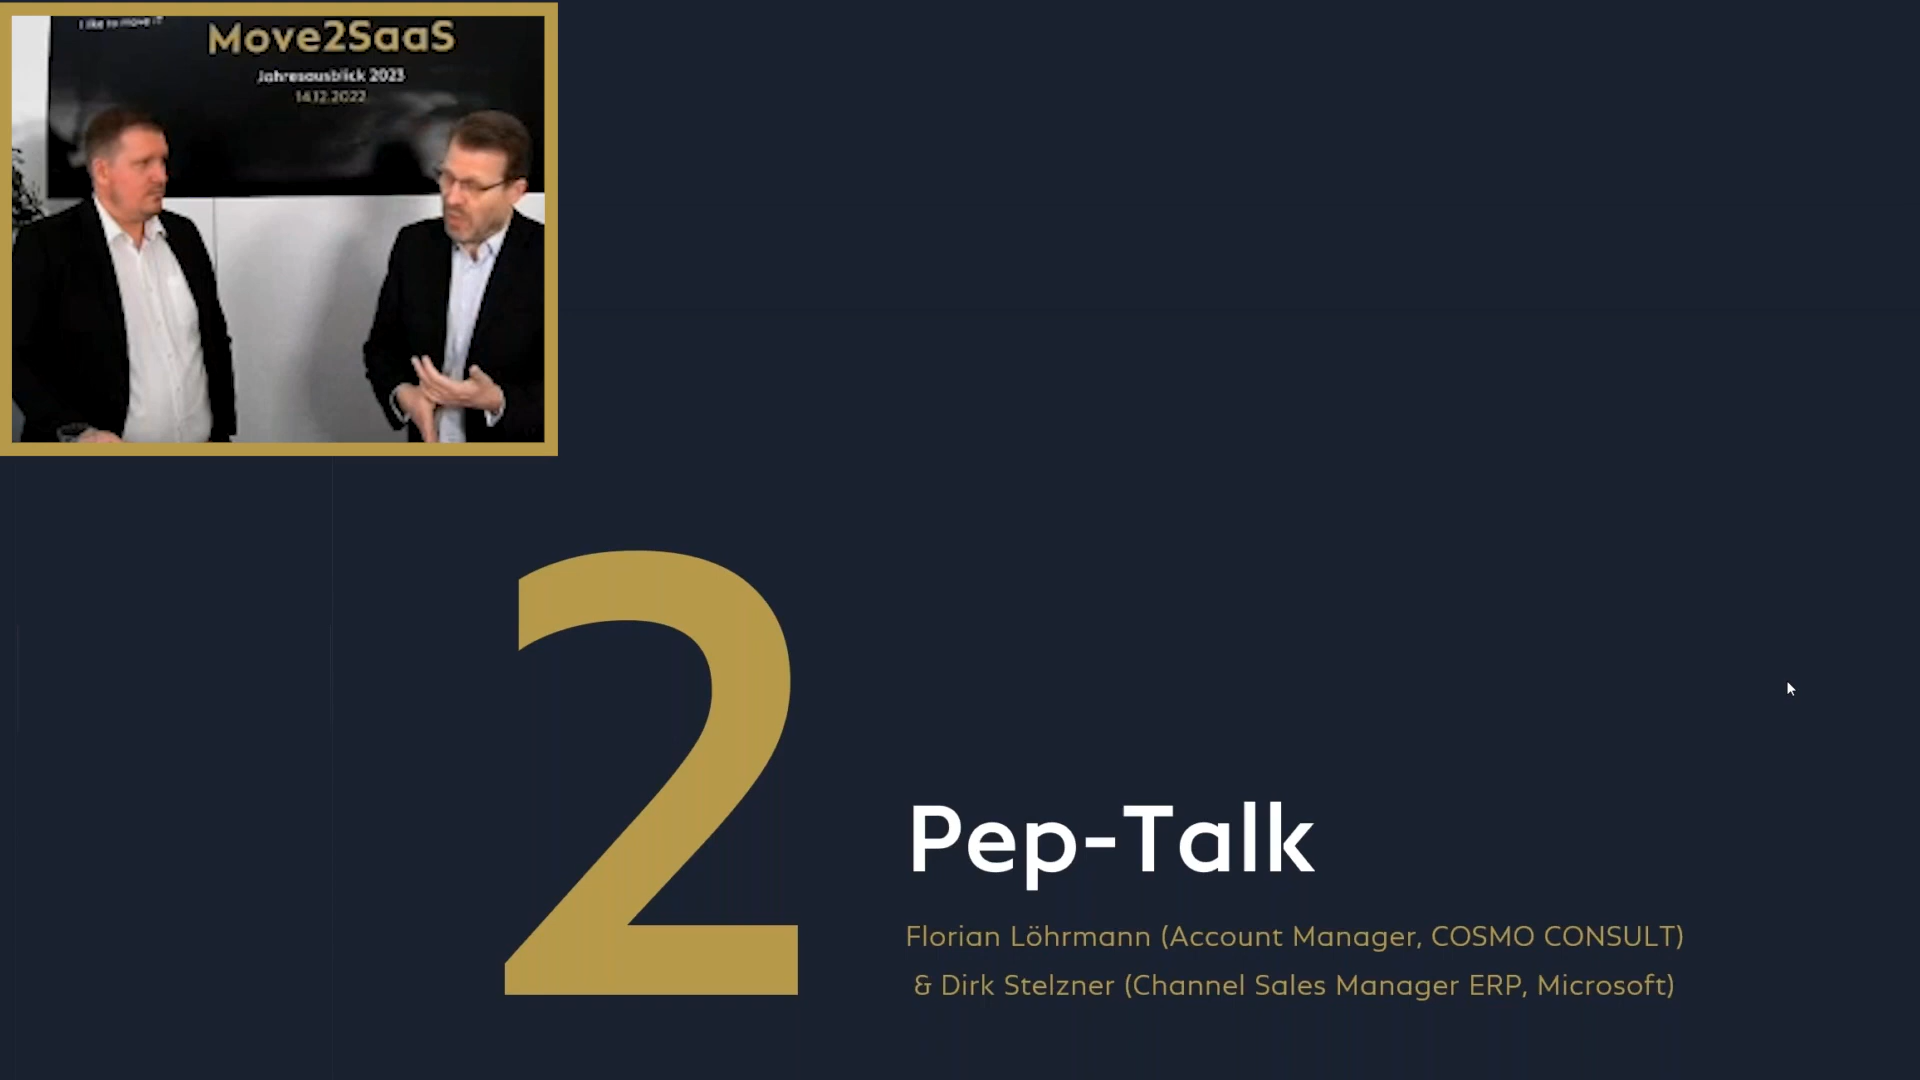 I like to move IT
Move2SaaS
Jahresausblick 2023
14.12.2022
2
Pep-Talk
Florian Löhrmann (Account Manager, COSMO CONSULT)
& Dirk Stelzner (Channel Sales Manager ERP, Microsoft)